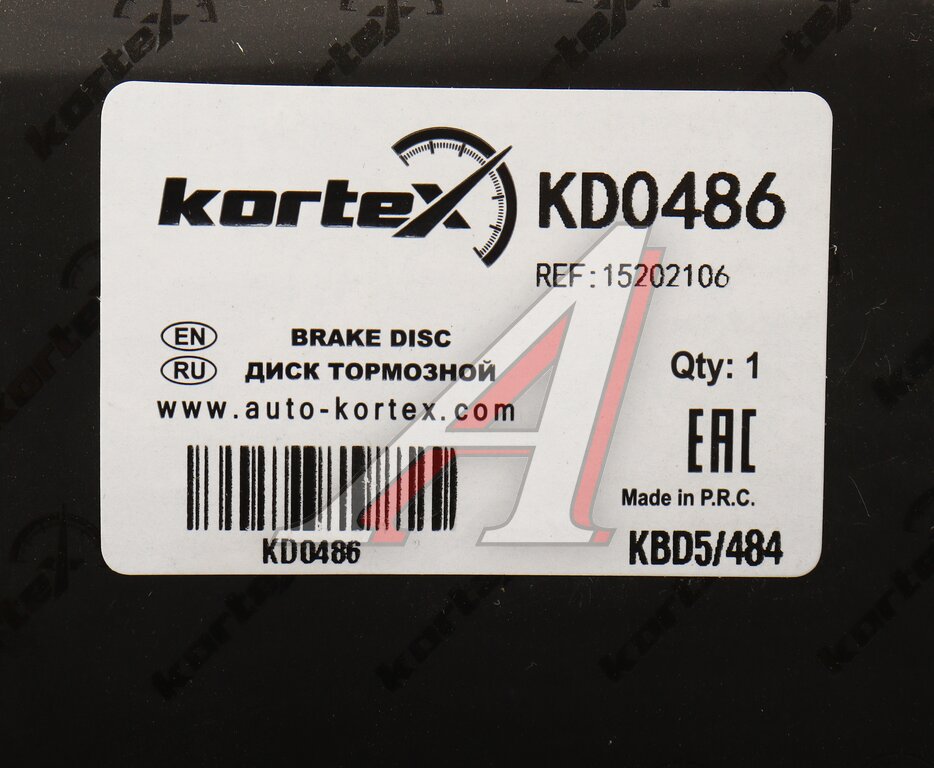 kortex KD0486
REF:15202106
EN BRAKE DISC
RU ДИСК ТОРМОЗНОЙ
Qty: 1
www.auto-kortex.com
EAC
Made in P.R.C.
KD0486
KBD5/484